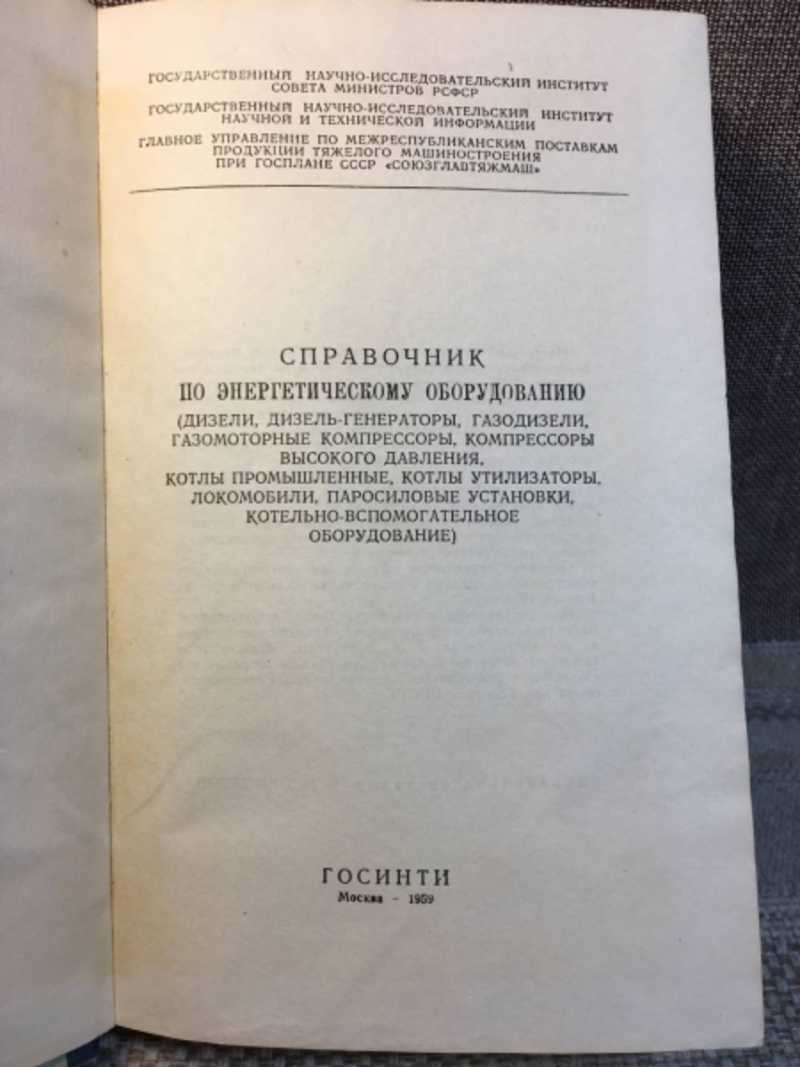 ГОСУДАРСТВЕННЫЙ НАУЧНО-ИССЛЕДОВАТЕЛЬСКИЙ ИНСТИТУТ
СОВЕТА МИНИСТРОВ РСФСР
ГОСУДАРСТВЕННЫЙ НАУЧНО-ИССЛЕДОВАТЕЛЬСКИЙ ИНСТИТУТ
НАУЧНОЙ И ТЕХНИЧЕСКОЙ ИНФОРМАЦИИ
ГЛАВНОЕ УПРАВЛЕНИЕ ПО МЕЖРЕСПУБЛИКАНСКИМ ПОСТАВКАМ
ПРОДУКЦИИ ТЯЖЕЛОГО МАШИНОСТРОЕНИЯ
ПРИ ГОСПЛАНЕ СССР «СОЮЗГЛАВТЯЖМАШ»
СПРАВОЧНИК
ПО ЭНЕРГЕТИЧЕСКОМУ ОБОРУДОВАНИЮ
(ДИЗЕЛИ, ДИЗЕЛЬ-ГЕНЕРАТОРЫ, ГАЗОДИЗЕЛИ,
ГАЗОМОТОРНЫЕ КОМПРЕССОРЫ, КОМПРЕССОРЫ
ВЫСОКОГО ДАВЛЕНИЯ,
КОТЛЫ ПРОМЫШЛЕННЫЕ, КОТЛЫ УТИЛИЗАТОРЫ,
ЛОКОМОБИЛИ, ПАРОСИЛОВЫЕ УСТАНОВКИ,
КОТЕЛЬНО-ВСПОМОГАТЕЛЬНОЕ
ОБОРУДОВАНИЕ)
ГОСИНТИ
Москва - 1959